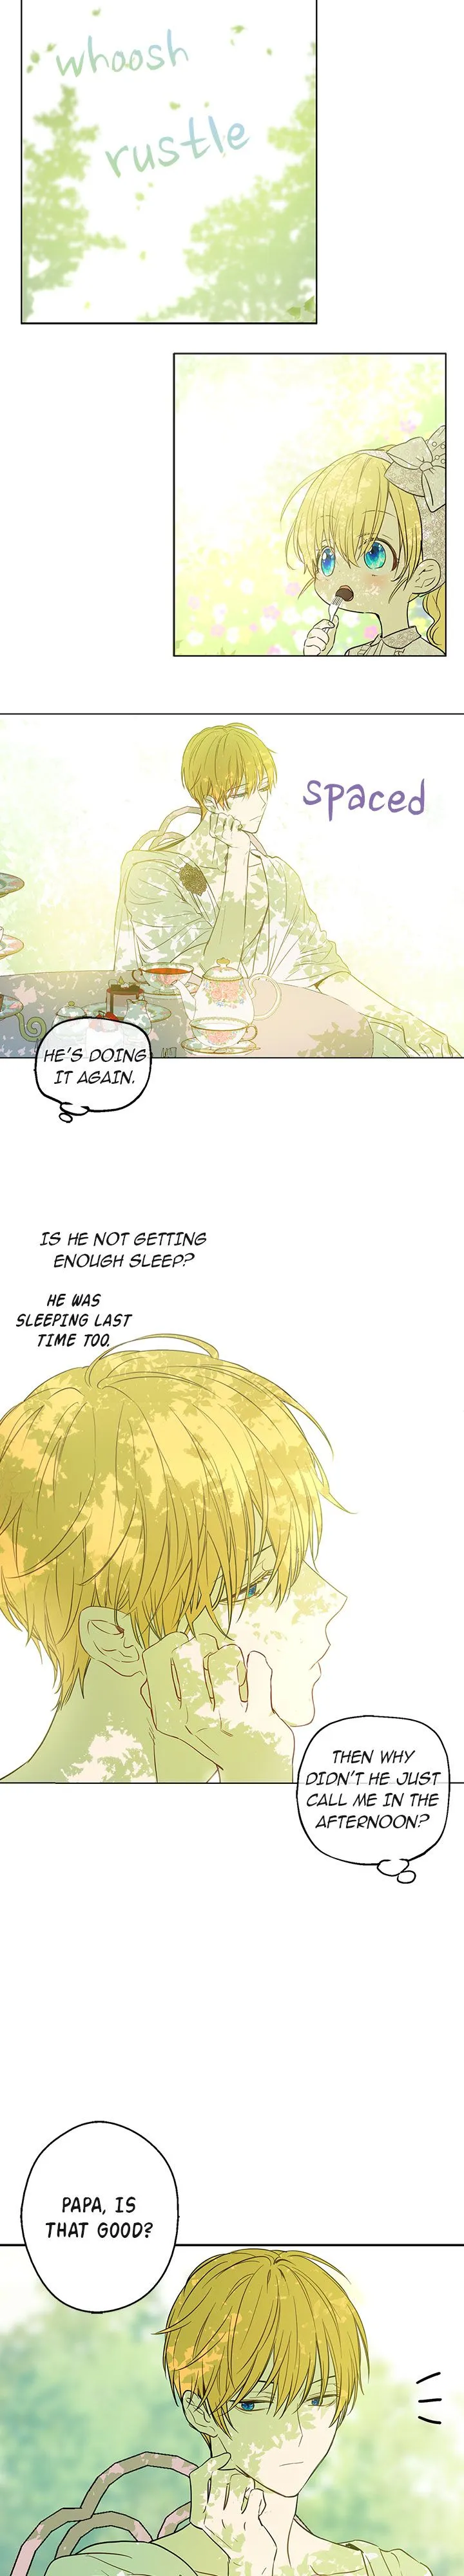 whoosh
rustle
spaced
HE'S DOING
IT AGAIN.
IS HE NOT GETTING
ENOUGH SLEEP?
HE WAS
SLEEPING LAST
TIME TOO.
THEN WHY
DIDN'T HE JUST
CALL ME IN THE
AFTERNOON?
PAPA, IS
THAT GOOD?